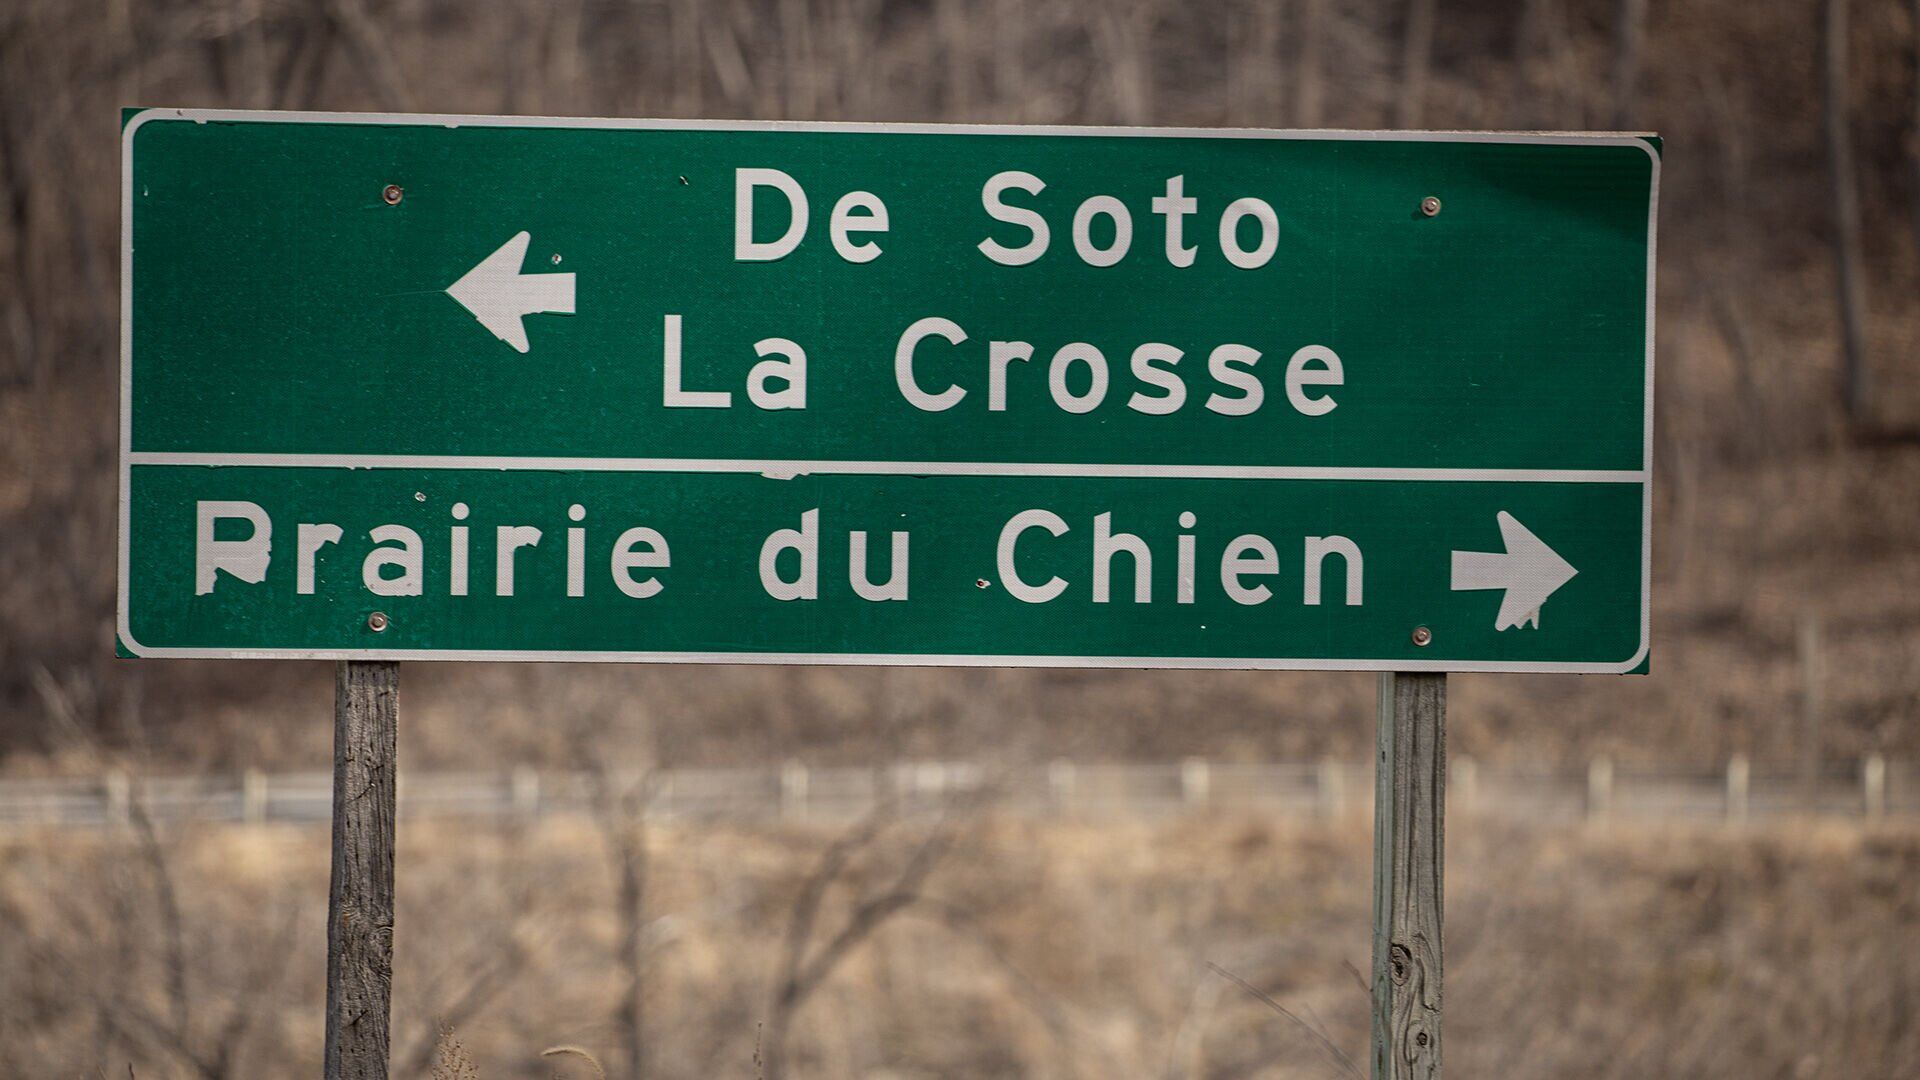 De Soto
La Crosse
Prairie du Chien